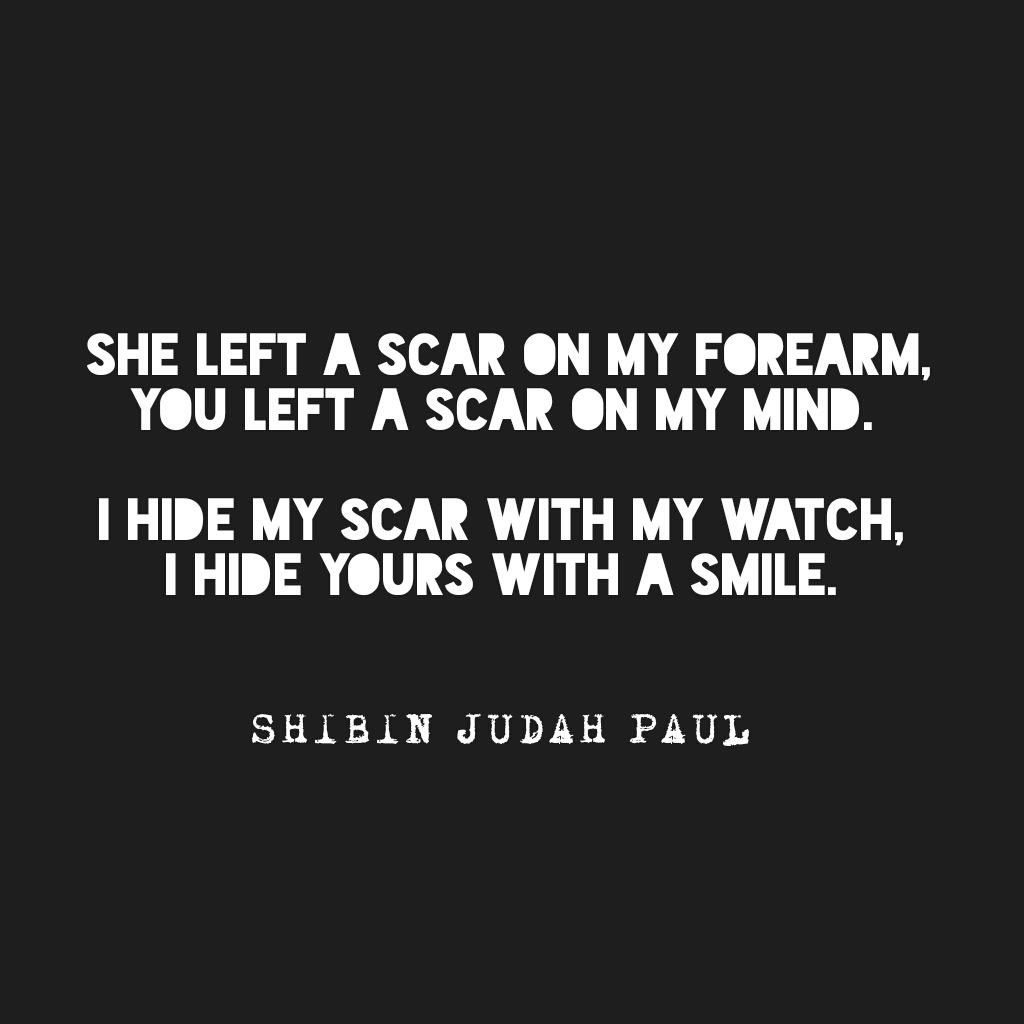 SHE LEFT A SCAR ON MY FOREARM,
YOU LEFT A SCAR ON MY MIND.
I HIDE MY SCAR WITH MY WATCH,
I HIDE YOURS WITH A SMILE.
SHIBIN JUDAH PAUL